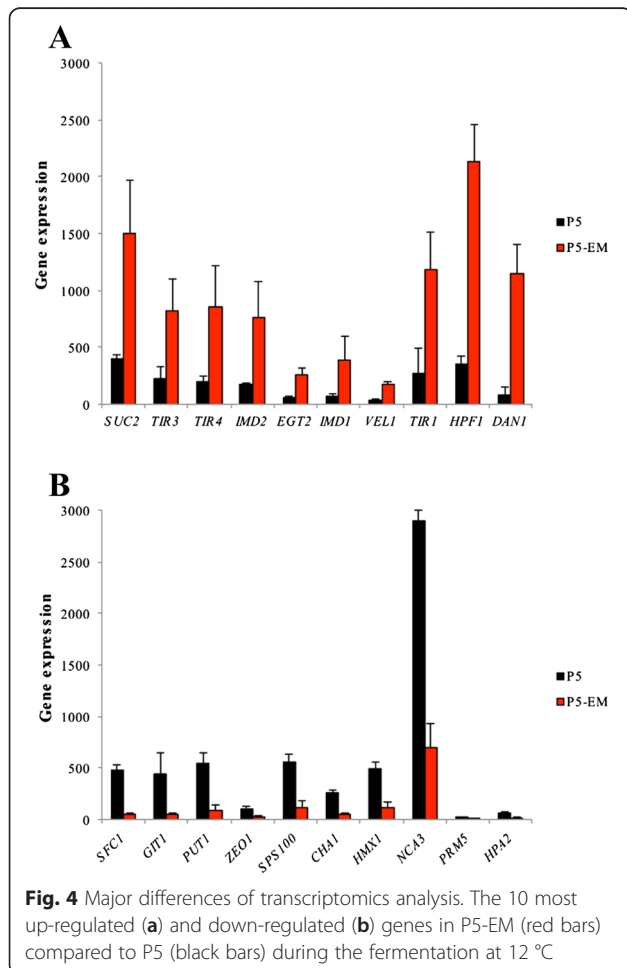 A
3000
2500
2000
1500
1000
500
0
Gene expression
P5
P5-EM
SUC2 TIR3 TIR4 IMD2 EGT2 IMD1 VEL1 TIR1 HPF1 DAN1
B
3000
2500
2000
1500
1000
500
0
Gene expression
P5
P5-EM
SFC1 GIT1 PUT1 ZEO1 SPS100 CHA1 HMX1 NCA3 PRM5 HPA2
Fig. 4 Major differences of transcriptomics analysis. The 10 most
up-regulated (a) and down-regulated (b) genes in P5-EM (red bars)
compared to P5 (black bars) during the fermentation at 12 °C